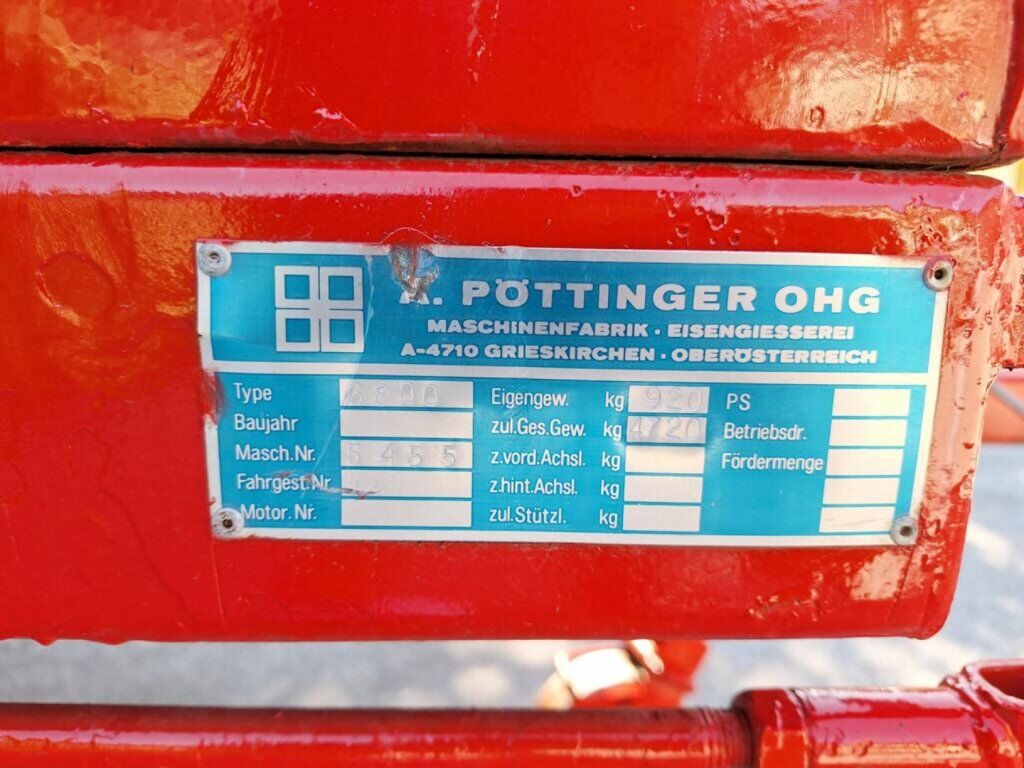 A. PÖTTINGER OHG
MASCHINENFABRIK · EISENGIESSEREI
A-4710 GRIESKIRCHEN · OBERÖSTERREICH
Type 6800 Eigengew. kg 920 PS
Baujahr zul.Ges.Gew. kg 4720 Betriebsdr.
Masch.Nr. 5455 z.vord.Achsl. kg Fördermenge
Fahrgest.Nr. z.hint.Achsl. kg
Motor.Nr. zul.Stützl. kg